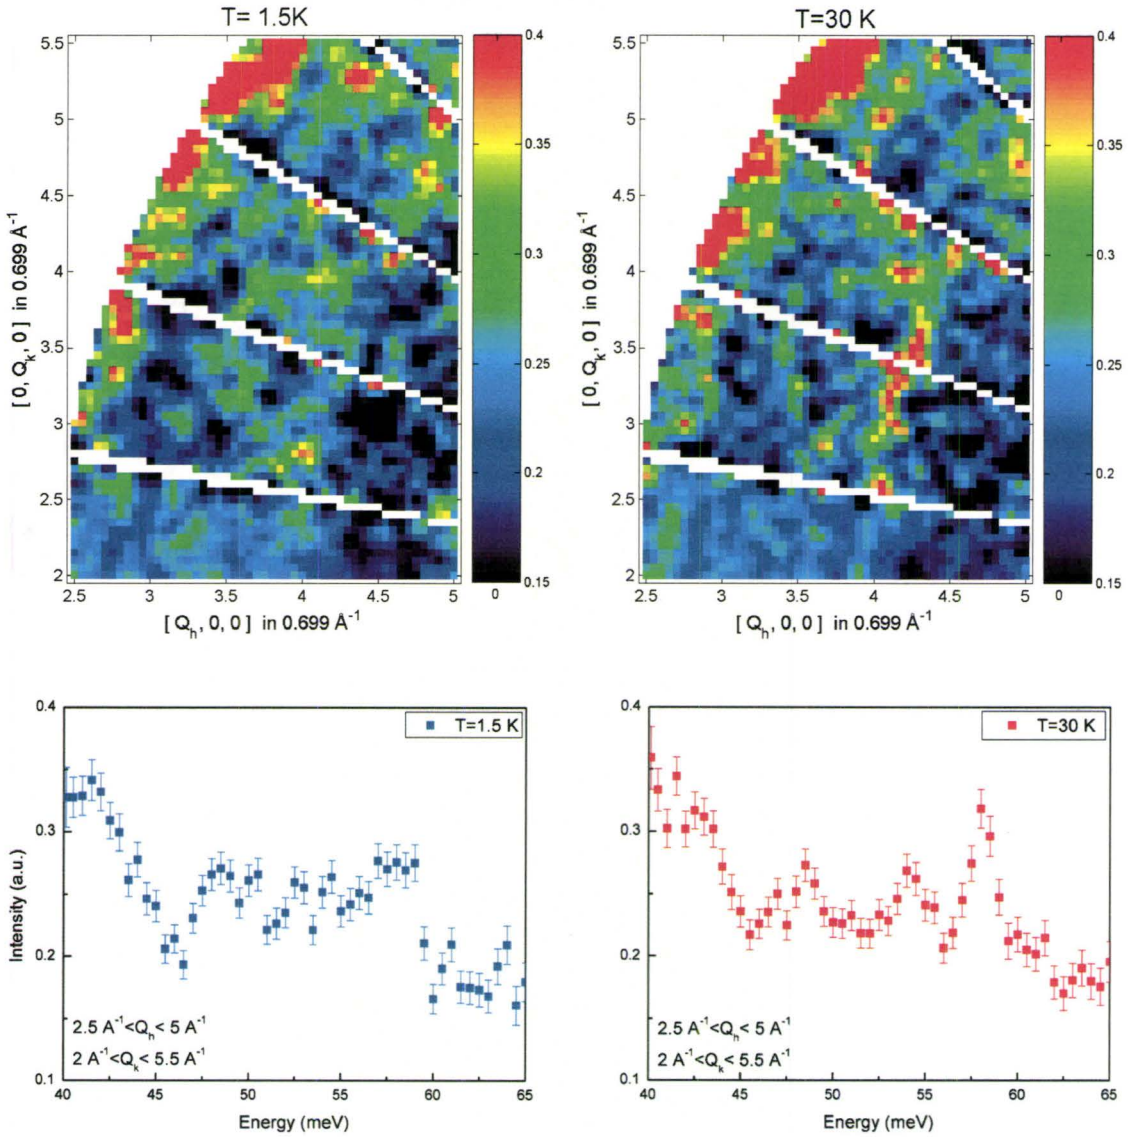 T= 1.5K
T=30 K
5.5
5
4.5
4
3.5
3
2.5
2
[ 0, Qk, 0 ] in 0.699 Å-1
2.5 3 3.5 4 4.5 5
[ Qh, 0, 0 ] in 0.699 Å-1
0.4
0.35
0.3
0.25
0.2
0.15
0
5.5
5
4.5
4
3.5
3
2.5
2
[ 0, Qk, 0 ] in 0.699 Å-1
2.5 3 3.5 4 4.5 5
[ Qh, 0, 0 ] in 0.699 Å-1
0.4
0.35
0.3
0.25
0.2
0.15
0
0.4
0.3
0.2
0.1
Intensity (a.u.)
T=1.5 K
2.5 A-1<Qh< 5 A-1
2 A-1<Qk< 5.5 A-1
40 45 50 55 60 65
Energy (meV)
0.4
0.3
0.2
0.1
T=30 K
2.5 A-1<Qh< 5 A-1
2 A-1<Qk< 5.5 A-1
40 45 50 55 60 65
Energy (meV)